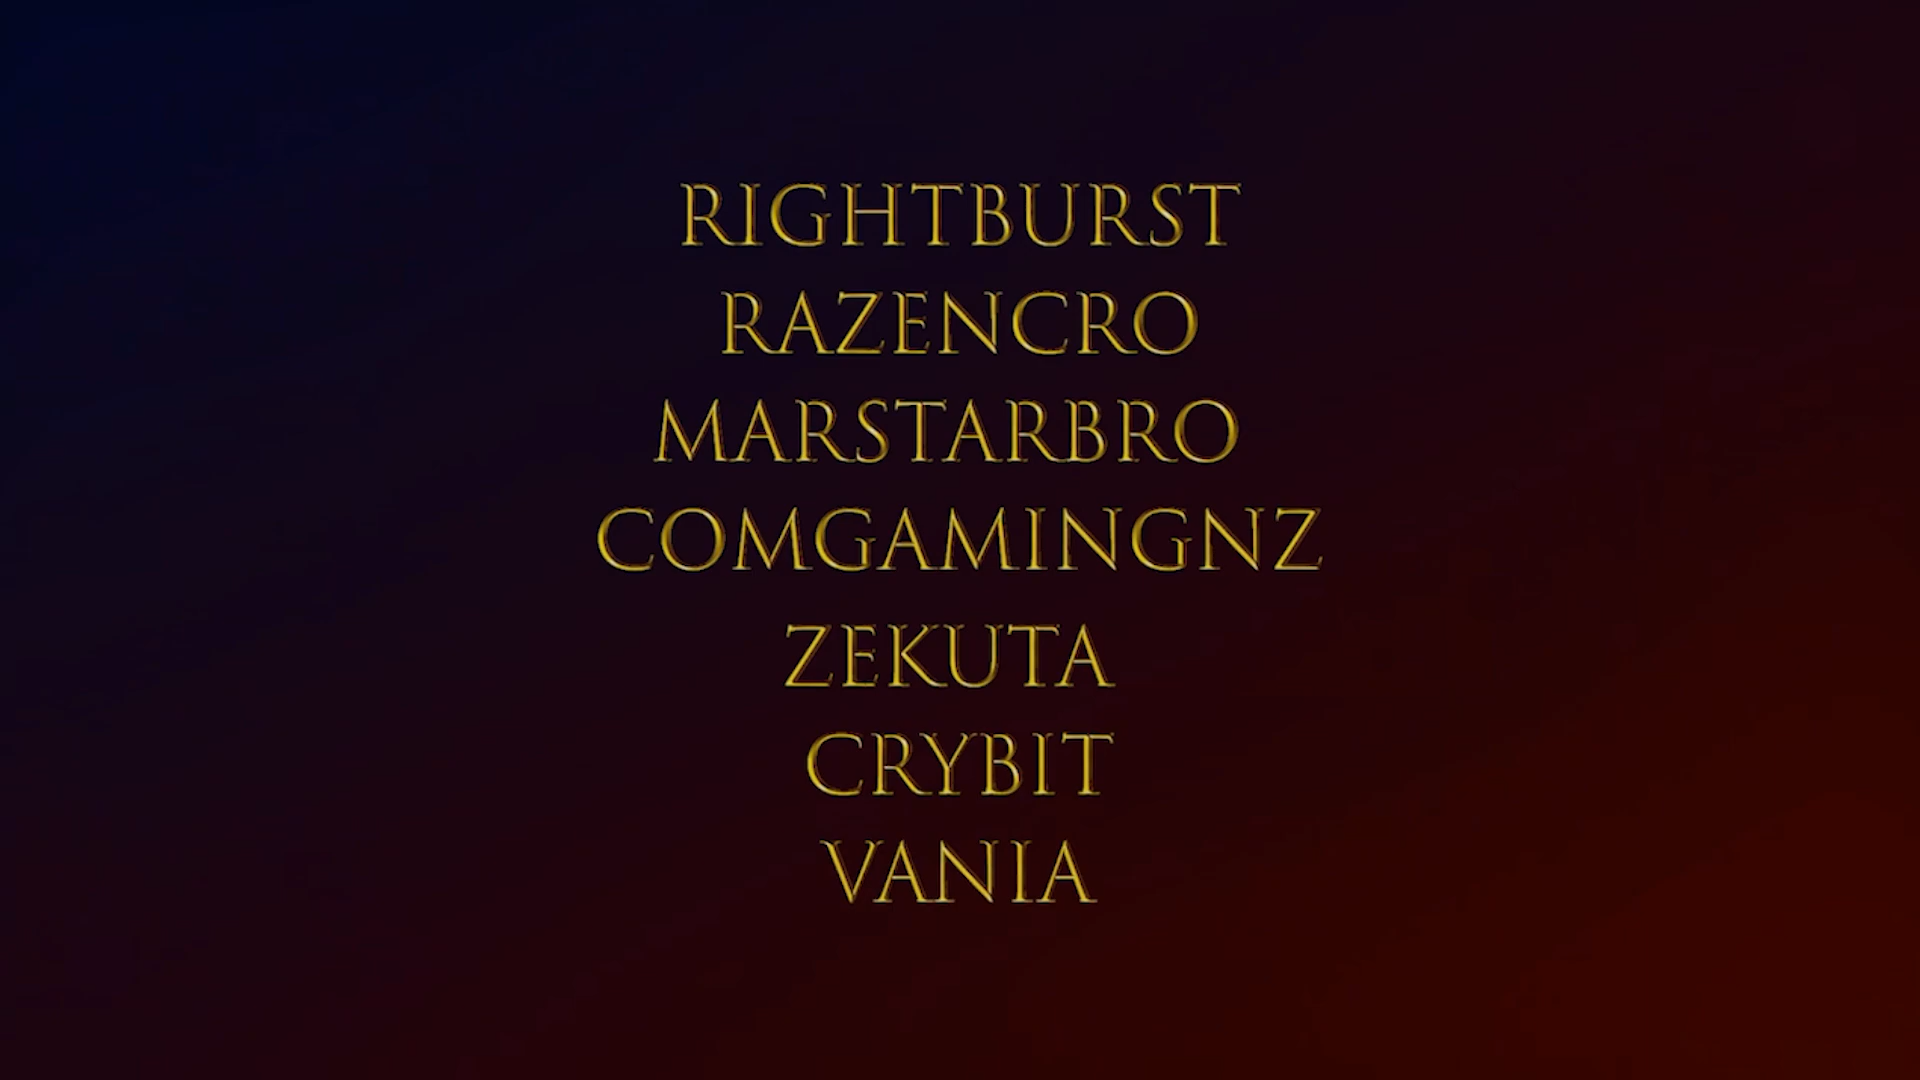 RIGHTBURST
RAZENCRO
MARSTARBRO
COMGAMINGNZ
ZEKUTA
CRYBIT
VANIA